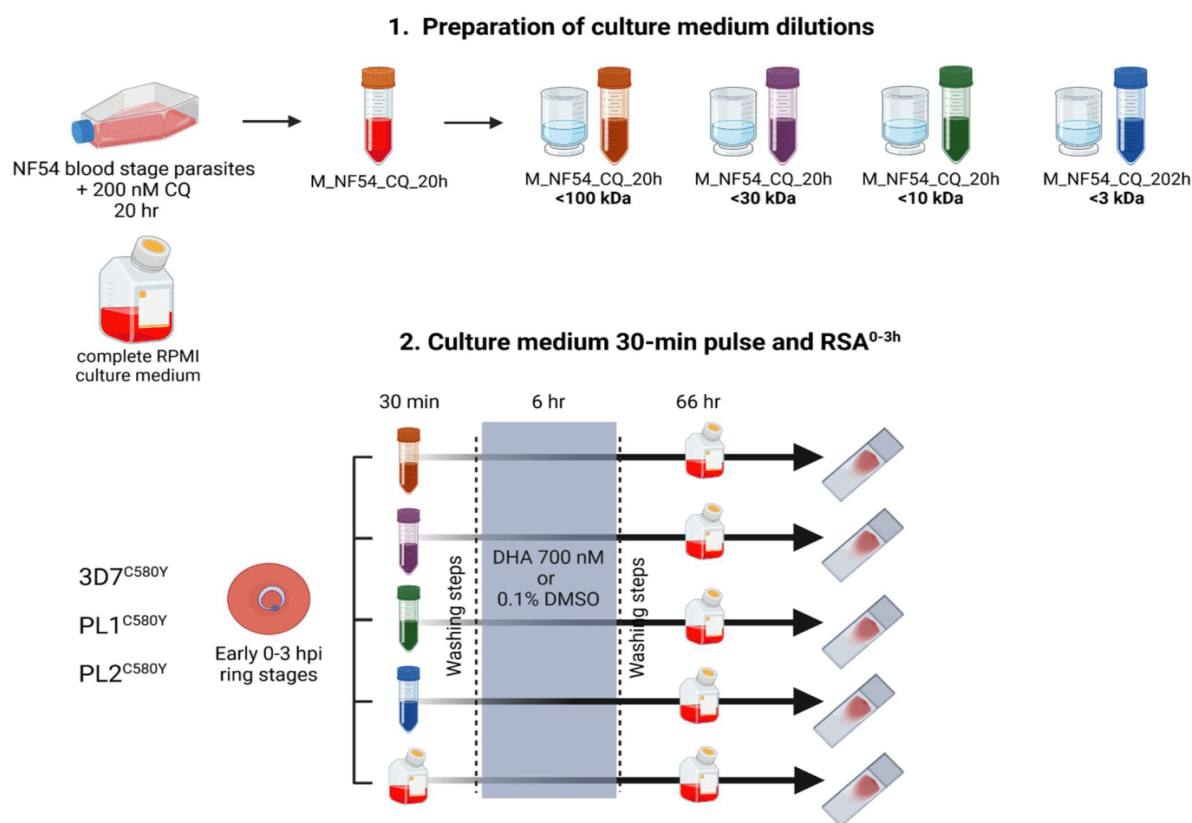 1. Preparation of culture medium dilutions
NF54 blood stage parasites
+ 200 nM CQ
20 hr
M_NF54_CQ_20h
M_NF54_CQ_20h
<100 kDa
M_NF54_CQ_20h
<30 kDa
M_NF54_CQ_20h
<10 kDa
M_NF54_CQ_202h
<3 kDa
complete RPMI
culture medium
2. Culture medium 30-min pulse and RSA⁰⁻³ʰ
30 min
6 hr
66 hr
3D7ᶜ⁵⁸⁰ʸ
PL1ᶜ⁵⁸⁰ʸ
PL2ᶜ⁵⁸⁰ʸ
Early 0-3 hpi
ring stages
Washing steps
DHA 700 nM
or
0.1% DMSO
Washing steps